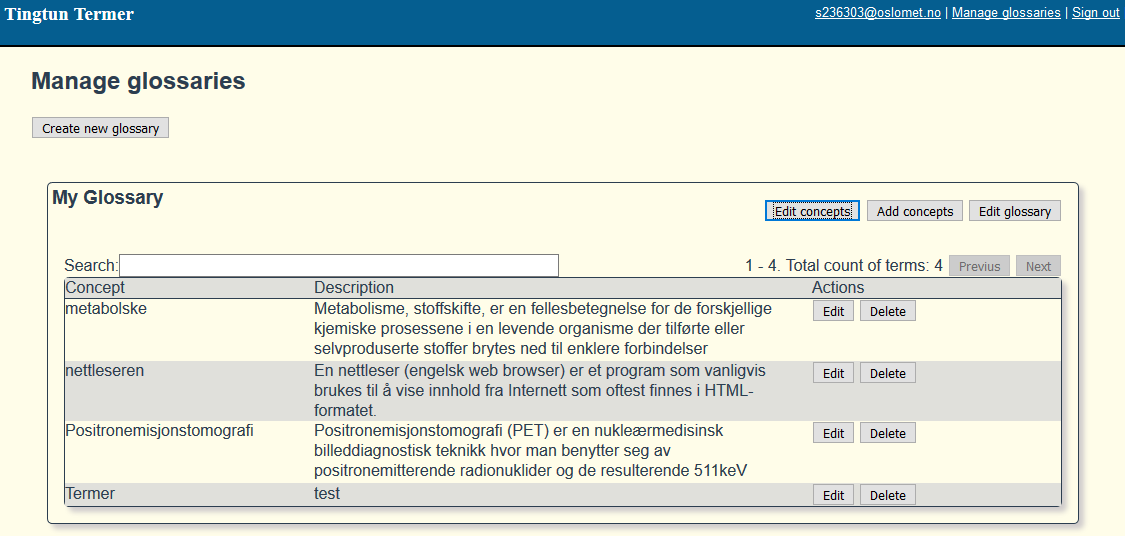 Tingtun Termer
s236303@oslomet.no | Manage glossaries | Sign out
Manage glossaries
Create new glossary
My Glossary
Edit concepts Add concepts Edit glossary
Search: 1 - 4. Total count of terms: 4 Previus Next
Concept Description Actions
metabolske Metabolisme, stoffskifte, er en fellesbetegnelse for de forskjellige Edit Delete
kjemiske prosessene i en levende organisme der tilførte eller
selvproduserte stoffer brytes ned til enklere forbindelser
nettleseren En nettleser (engelsk web browser) er et program som vanligvis Edit Delete
brukes til å vise innhold fra Internett som oftest finnes i HTML-
formatet.
Positronemisjonstomografi Positronemisjonstomografi (PET) er en nukleærmedisinsk Edit Delete
billeddiagnostisk teknikk hvor man benytter seg av
positronemitterende radionuklider og de resulterende 511keV
Termer test Edit Delete